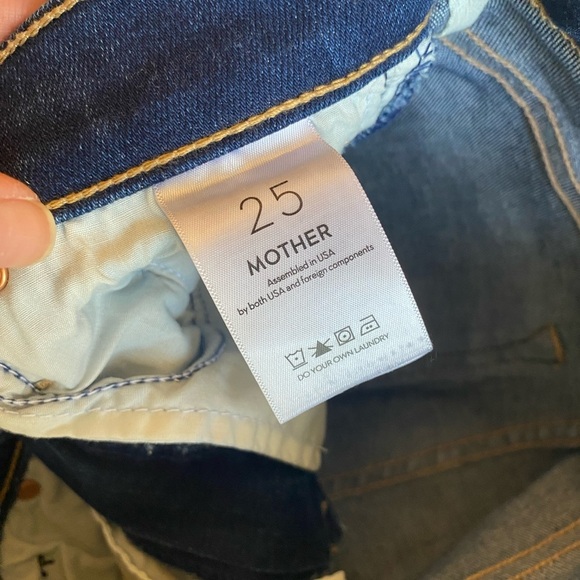 25
MOTHER
Assembled in USA
by both USA and foreign components
DO YOUR OWN LAUNDRY